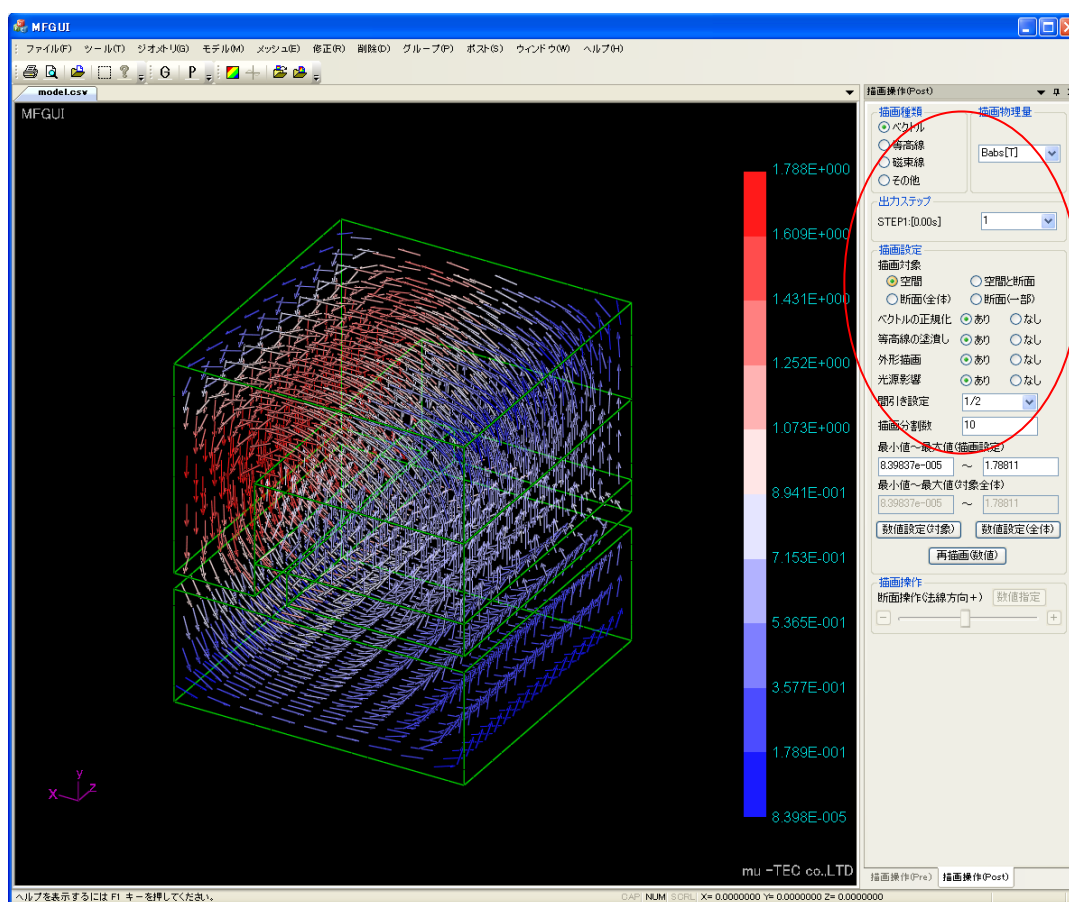 MFGUI
ファイル(F) ツール(T) ジオメトリ(G) モデル(M) メッシュ(E) 修正(R) 削除(D) グループ(P) ポスト(S) ウィンドウ(W) ヘルプ(H)
G P
model.csv
描画操作(Post)
MFGUI
1.788E+000
1.609E+000
1.431E+000
1.252E+000
1.073E+000
8.941E-001
7.153E-001
5.365E-001
3.577E-001
1.789E-001
8.398E-005
y
X
Z
mu -TEC co.,LTD
描画種類
ベクトル
等高線
磁束線
その他
描画物理量
Babs[T]
出力ステップ
STEP1:[0.00s] 1
描画設定
描画対象
空間 空間と断面
断面(全体) 断面(一部)
ベクトルの正規化 あり なし
等高線の塗潰し あり なし
外形描画 あり なし
光源影響 あり なし
間引き設定 1/2
描画分割数 10
最小値～最大値(描画設定)
8.39837e-005 ～ 1.78811
最小値～最大値(対象全体)
8.39837e-005 ～ 1.78811
数値設定(対象) 数値設定(全体)
再描画(数値)
描画操作
断面操作(法線方向+) 数値指定
- +
描画操作(Pre) 描画操作(Post)
ヘルプを表示するには F1 キーを押してください。
CAP NUM SCRL X= 0.0000000 Y= 0.0000000 Z= 0.0000